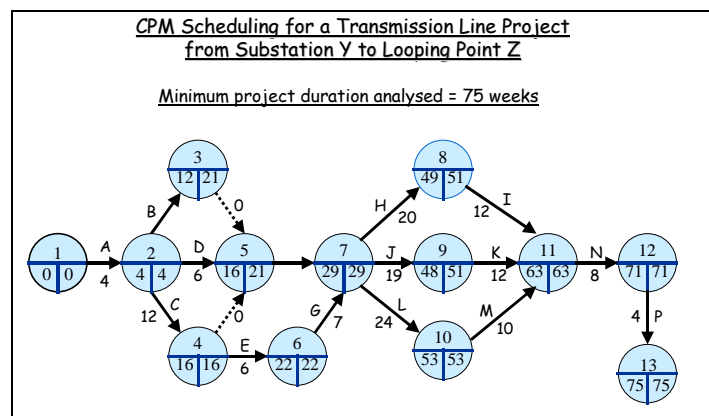 CPM Scheduling for a Transmission Line Project
from Substation Y to Looping Point Z
Minimum project duration analysed = 75 weeks
3
12 21
8
49 51
B
0
H
20
I
12
1
0 0
A
4
2
4 4
D
6
5
16 21
7
29 29
J
19
9
48 51
K
12
11
63 63
N
8
12
71 71
C
12
0
G
7
L
24
M
10
4 P
4
16 16
E
6
6
22 22
10
53 53
13
75 75